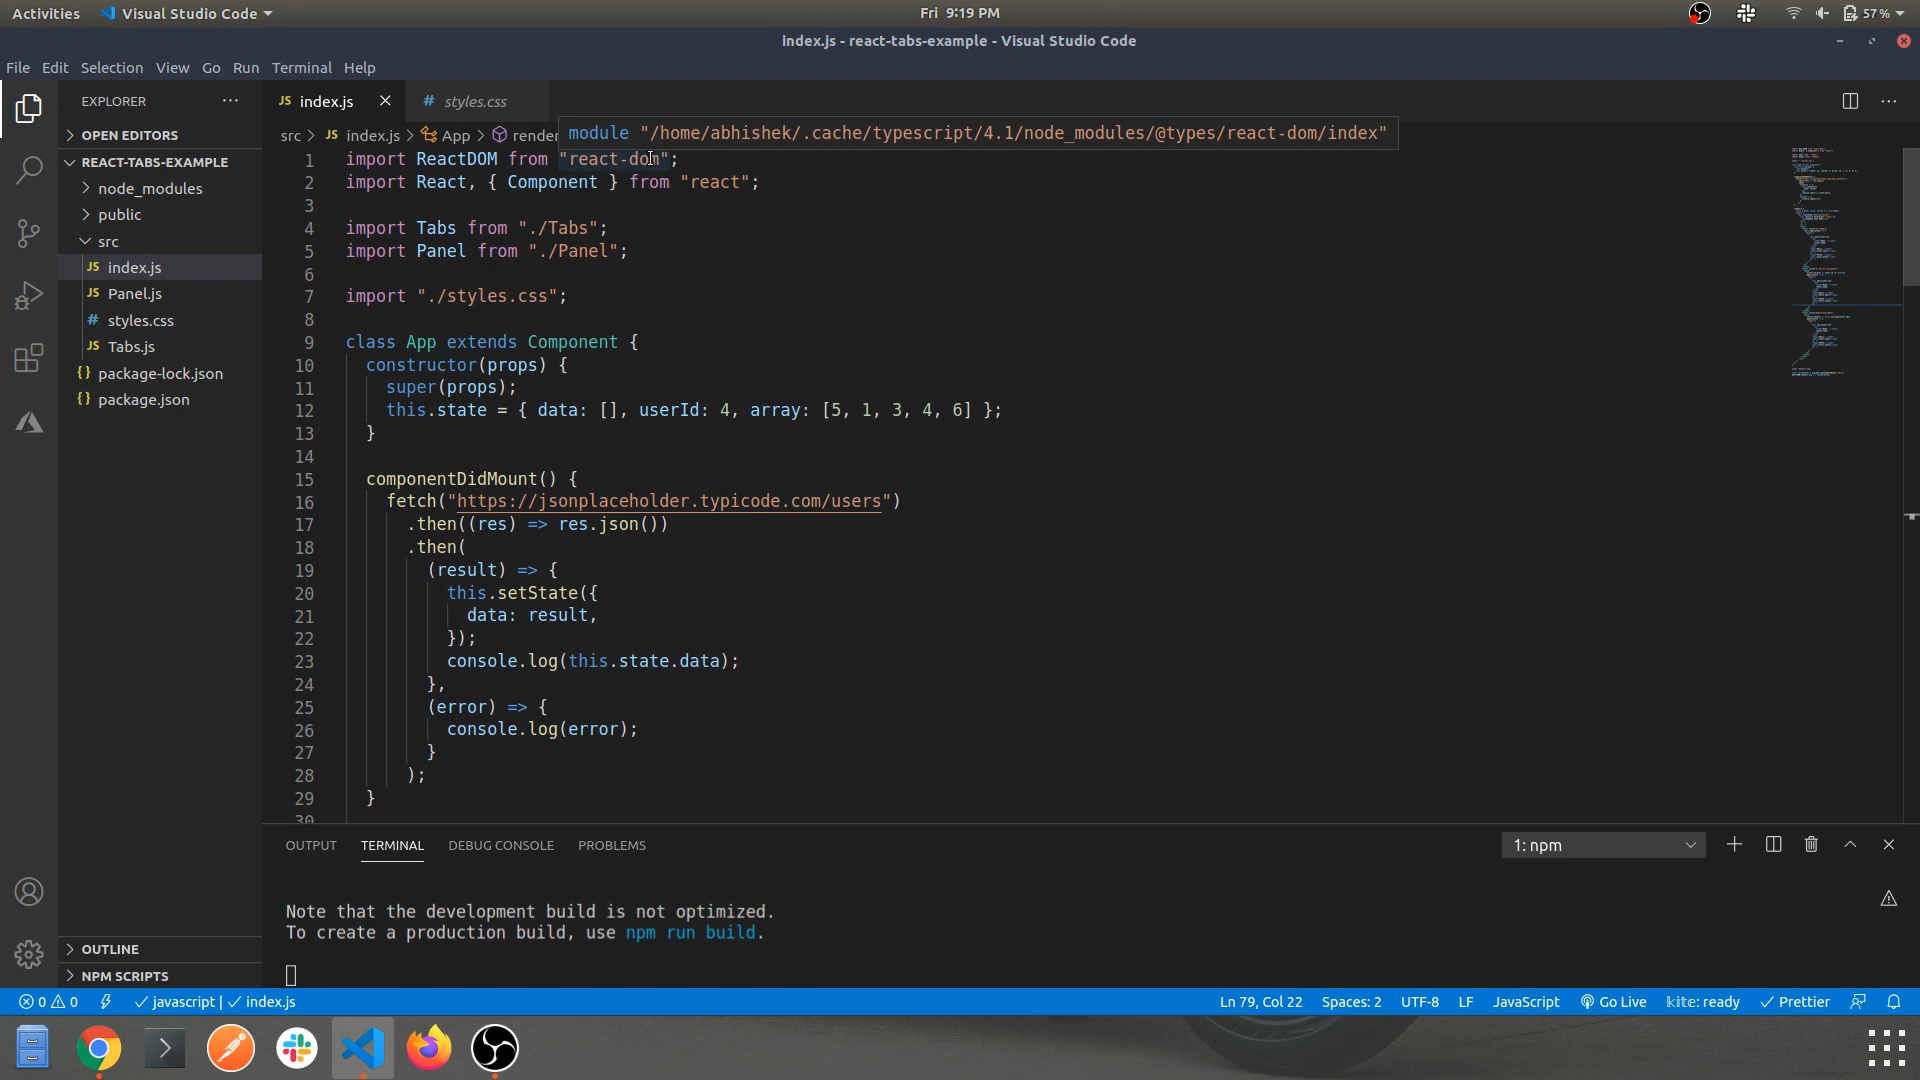 Activities Visual Studio Code Fri 9:19 PM 57%
index.js - react-tabs-example - Visual Studio Code
File Edit Selection View Go Run Terminal Help
EXPLORER
OPEN EDITORS
REACT-TABS-EXAMPLE
node_modules
public
src
JS index.js
JS Panel.js
# styles.css
JS Tabs.js
{} package-lock.json
{} package.json
OUTLINE
NPM SCRIPTS
JS index.js # styles.css
src > JS index.js > App > render
module "/home/abhishek/.cache/typescript/4.1/node_modules/@types/react-dom/index"
1 import ReactDOM from "react-dom";
2 import React, { Component } from "react";
3
4 import Tabs from "./Tabs";
5 import Panel from "./Panel";
6
7 import "./styles.css";
8
9 class App extends Component {
10 constructor(props) {
11 super(props);
12 this.state = { data: [], userId: 4, array: [5, 1, 3, 4, 6] };
13 }
14
15 componentDidMount() {
16 fetch("https://jsonplaceholder.typicode.com/users")
17 .then((res) => res.json())
18 .then(
19 (result) => {
20 this.setState({
21 data: result,
22 });
23 console.log(this.state.data);
24 },
25 (error) => {
26 console.log(error);
27 }
28 );
29 }
30
OUTPUT TERMINAL DEBUG CONSOLE PROBLEMS 1: npm
Note that the development build is not optimized.
To create a production build, use npm run build.
0 0 javascript | index.js Ln 79, Col 22 Spaces: 2 UTF-8 LF JavaScript Go Live kite: ready Prettier